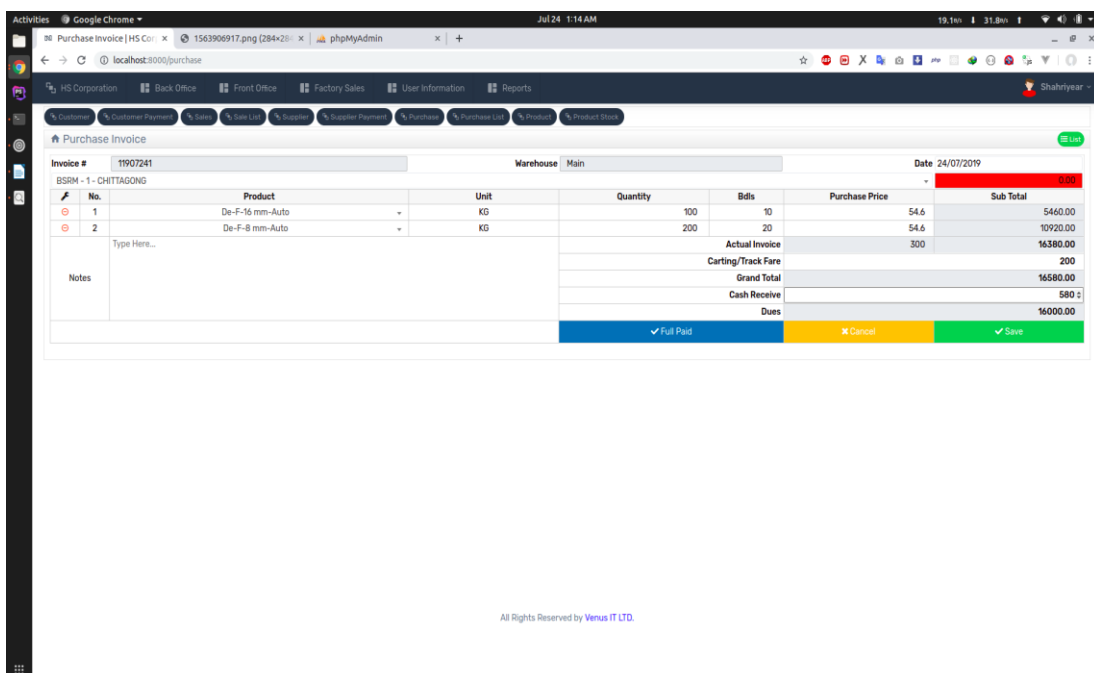 Activities Google Chrome ▾ Jul 24 1:14 AM
Purchase Invoice | HS Cor 1563906917.png (284×28 phpMyAdmin
localhost:8000/purchase
HS Corporation Back Office Front Office Factory Sales User Information Reports Shahriyear
Customer Customer Payment Sales Sale List Supplier Supplier Payment Purchase Purchase List Product Product Stock
Purchase Invoice List
Invoice # 11907241 Warehouse Main Date 24/07/2019
BSRM - 1 - CHITTAGONG 0.00
No. Product Unit Quantity Bdls Purchase Price Sub Total
1 De-F-16 mm-Auto KG 100 10 54.6 5460.00
2 De-F-8 mm-Auto KG 200 20 54.6 10920.00
Type Here... Actual Invoice 300 16380.00
Carting/Track Fare 200
Notes Grand Total 16580.00
Cash Receive 580
Dues 16000.00
Full Paid Cancel Save
All Rights Reserved by Venus IT LTD.